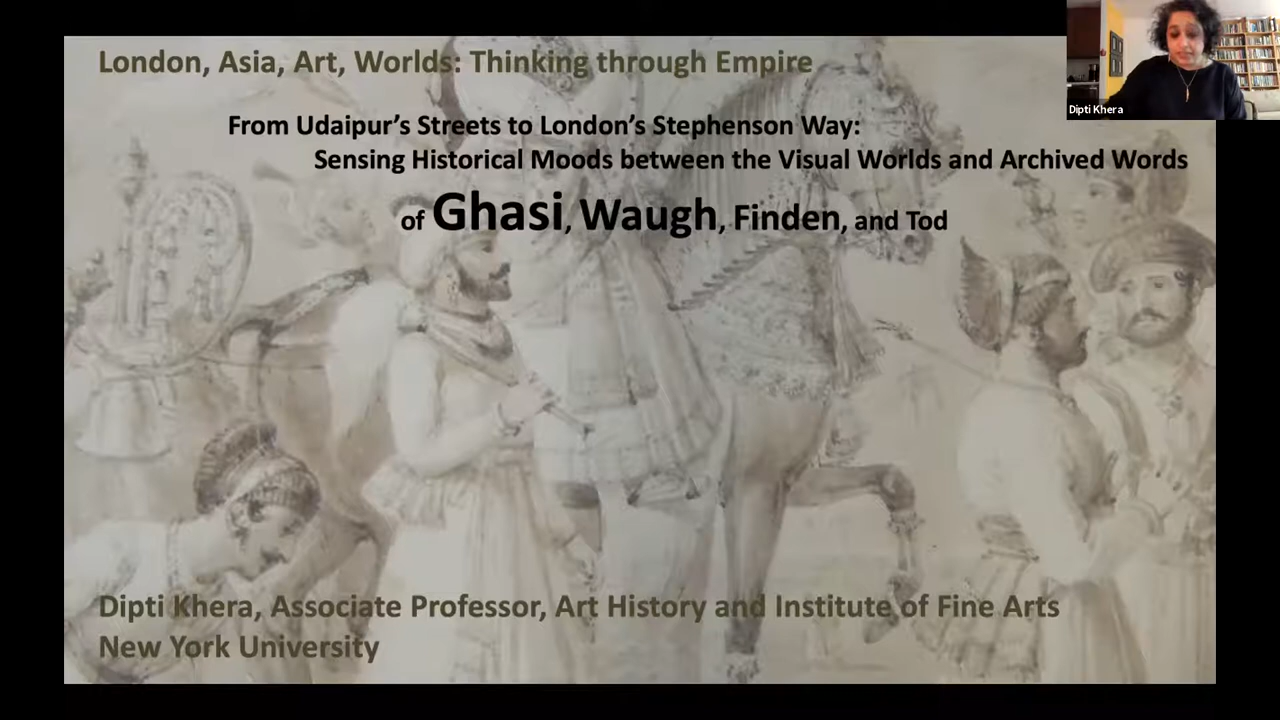 London, Asia, Art, Worlds: Thinking through Empire
From Udaipur's Streets to London's Stephenson Way:
Sensing Historical Moods between the Visual Worlds and Archived Words
of Ghasi, Waugh, Finden, and Tod
Dipti Khera, Associate Professor, Art History and Institute of Fine Arts
New York University
Dipti Khera